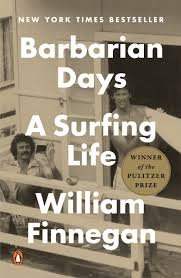 NEW YORK TIMES BESTSELLER
Barbarian
Days
A Surfing
Life
WINNER
OF THE
PULITZER
PRIZE
William
Finnegan